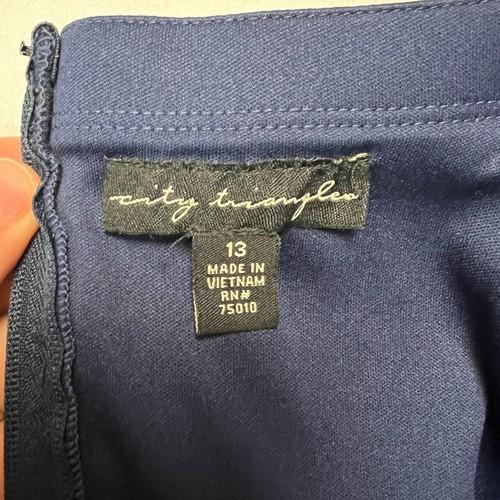 city triangles
13
MADE IN
VIETNAM
RN#
75010